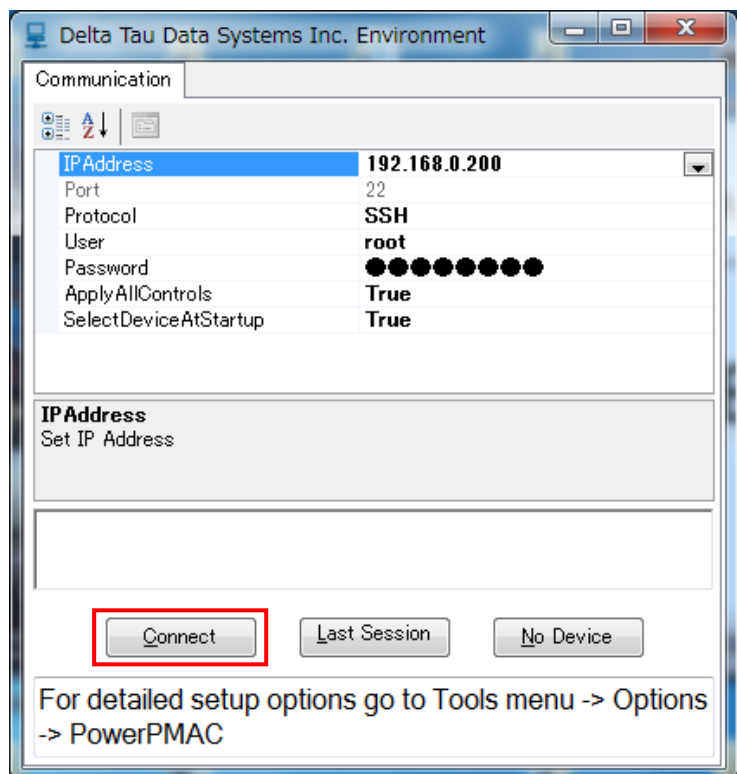 Delta Tau Data Systems Inc. Environment
Communication
IPAddress 192.168.0.200
Port 22
Protocol SSH
User root
Password ●●●●●●●●
ApplyAllControls True
SelectDeviceAtStartup True
IPAddress
Set IP Address
Connect Last Session No Device
For detailed setup options go to Tools menu -> Options
-> PowerPMAC